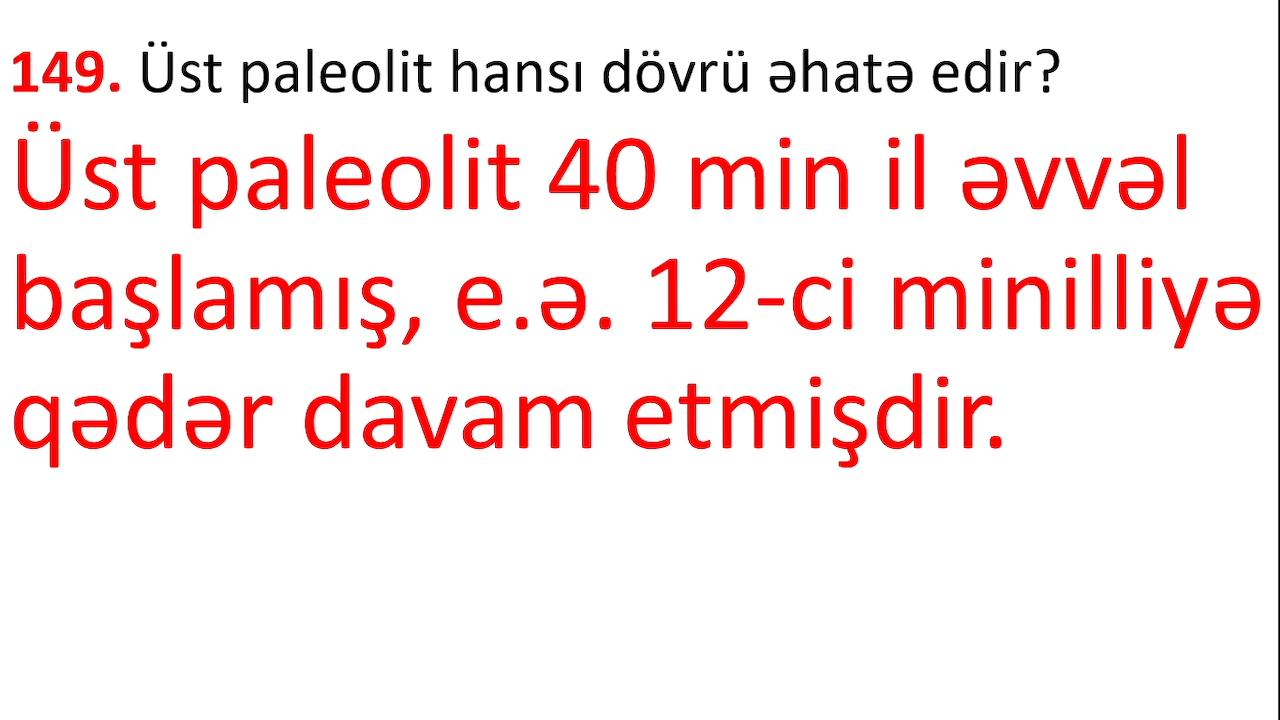 149. Üst paleolit hansı dövrü əhatə edir?
Üst paleolit 40 min il əvvəl
başlamış, e.ə. 12-ci minilliyə
qədər davam etmişdir.